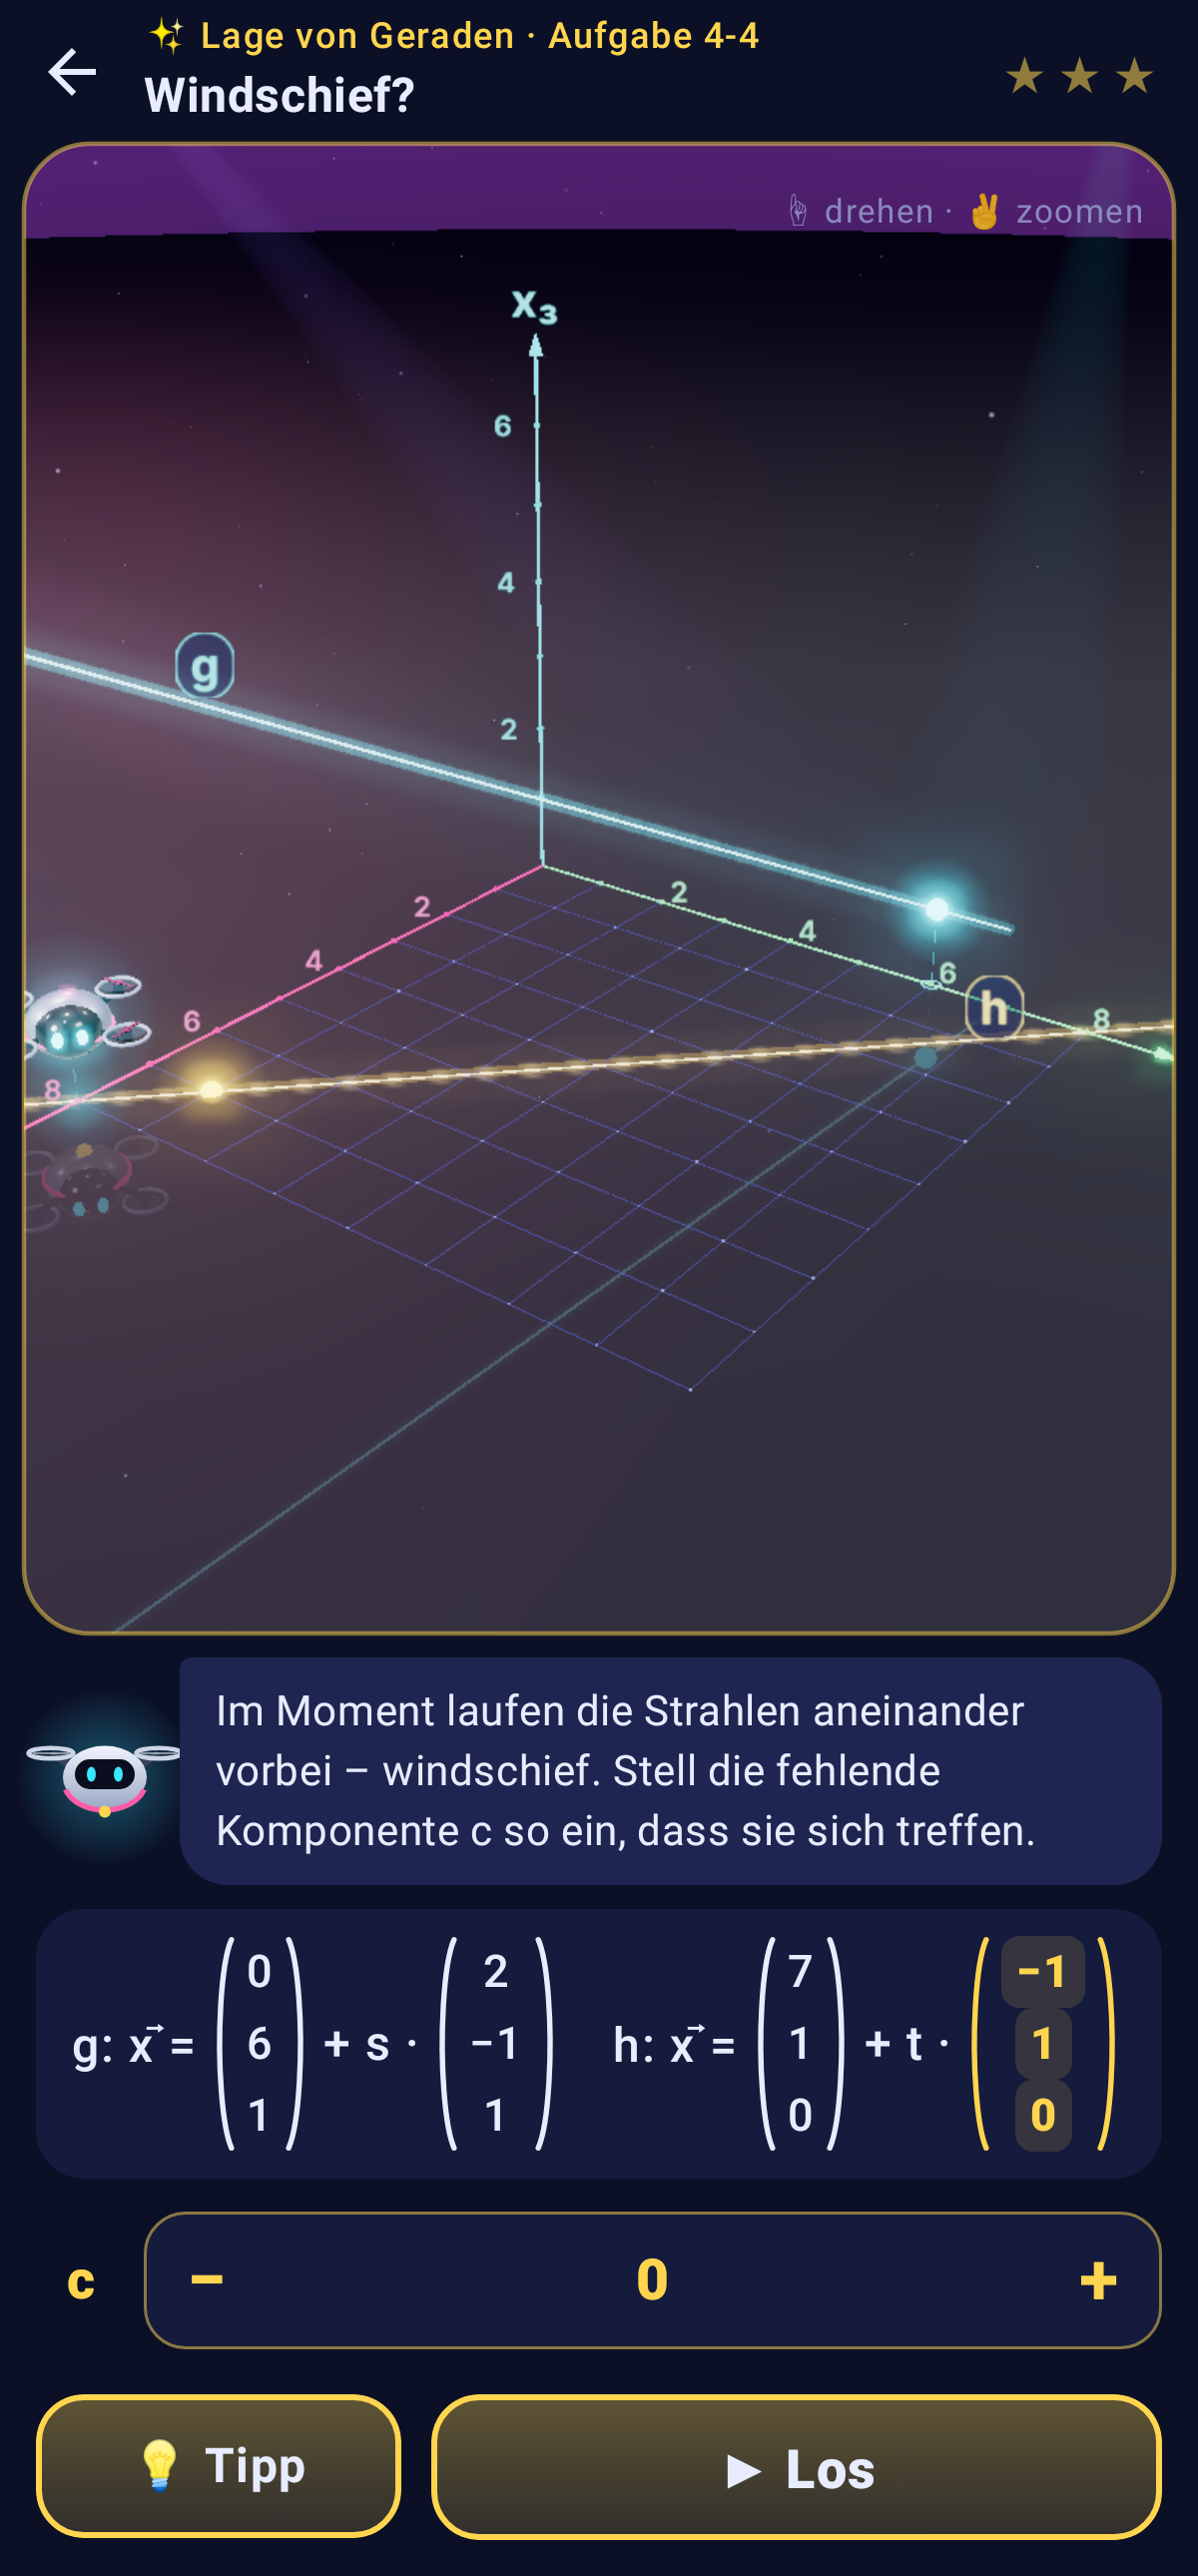 ✨ Lage von Geraden · Aufgabe 4-4
Windschief?
★ ★ ★
☝ drehen · ✌ zoomen
x₃
6
4
2
g
2
4
6
8
2
4
6
8
h
Im Moment laufen die Strahlen aneinander
vorbei – windschief. Stell die fehlende
Komponente c so ein, dass sie sich treffen.
0 2 7 −1
g: x⃗ = 6 + s · −1 h: x⃗ = 1 + t · 1
1 1 0 0
c − 0 +
💡 Tipp ▶ Los